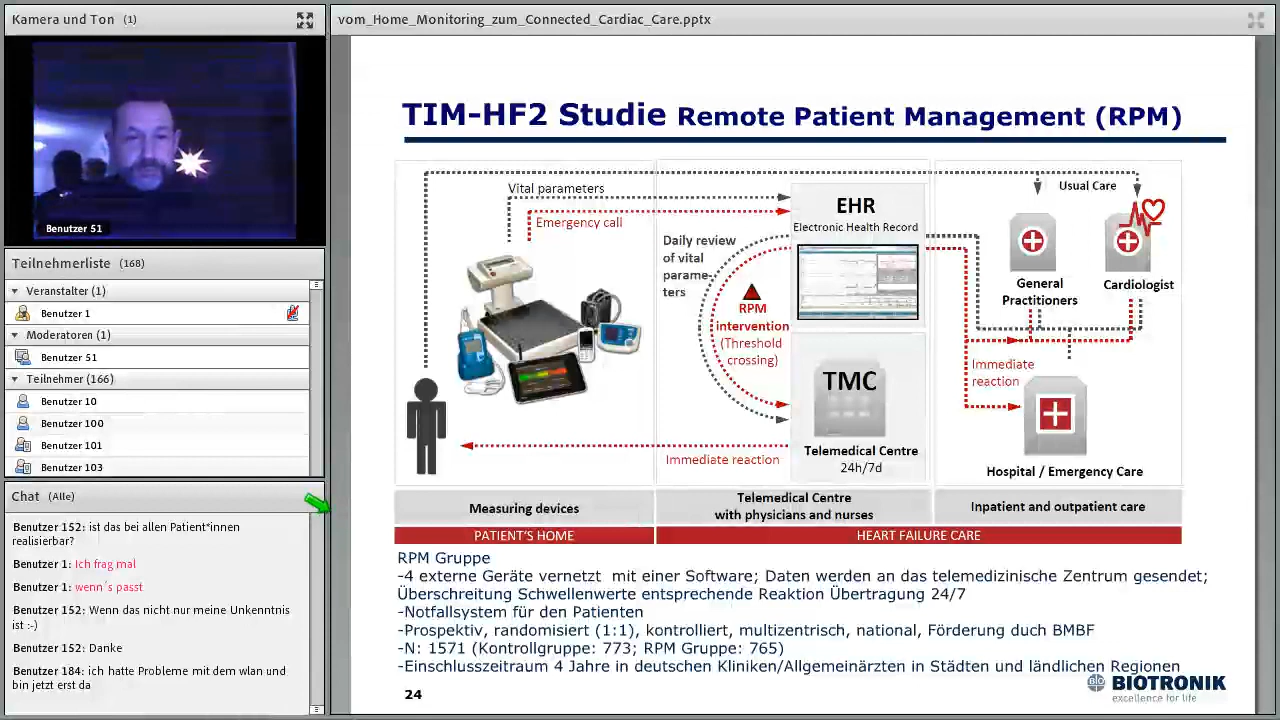 Kamera und Ton (1)
Benutzer 51
Teilnehmerliste (168)
Veranstalter (1)
Benutzer 1
Moderatoren (1)
Benutzer 51
Teilnehmer (166)
Benutzer 10
Benutzer 100
Benutzer 101
Benutzer 103
Chat (Alle)
Benutzer 152: ist das bei allen Patient*innen
realisierbar?
Benutzer 1: Ich frag mal
Benutzer 1: wenn´s passt
Benutzer 152: Wenn das nicht nur meine Unkenntnis
ist :-)
Benutzer 152: Danke
Benutzer 184: ich hatte Probleme mit dem wlan und
bin jetzt erst da
vom_Home_Monitoring_zum_Connected_Cardiac_Care.pptx
TIM-HF2 Studie Remote Patient Management (RPM)
Vital parameters
Emergency call
Daily review
of vital
parame-
ters
RPM
intervention
(Threshold
crossing)
EHR
Electronic Health Record
TMC
Telemedical Centre
24h/7d
Immediate reaction
Usual Care
General
Practitioners
Cardiologist
Immediate
reaction
Hospital / Emergency Care
Measuring devices
Telemedical Centre
with physicians and nurses
Inpatient and outpatient care
PATIENT'S HOME
HEART FAILURE CARE
RPM Gruppe
-4 externe Geräte vernetzt mit einer Software; Daten werden an das telemedizinische Zentrum gesendet;
Überschreitung Schwellenwerte entsprechende Reaktion Übertragung 24/7
-Notfallsystem für den Patienten
-Prospektiv, randomisiert (1:1), kontrolliert, multizentrisch, national, Förderung duch BMBF
-N: 1571 (Kontrollgruppe: 773; RPM Gruppe: 765)
-Einschlusszeitraum 4 Jahre in deutschen Kliniken/Allgemeinärzten in Städten und ländlichen Regionen
24
BIO BIOTRONIK
excellence for life